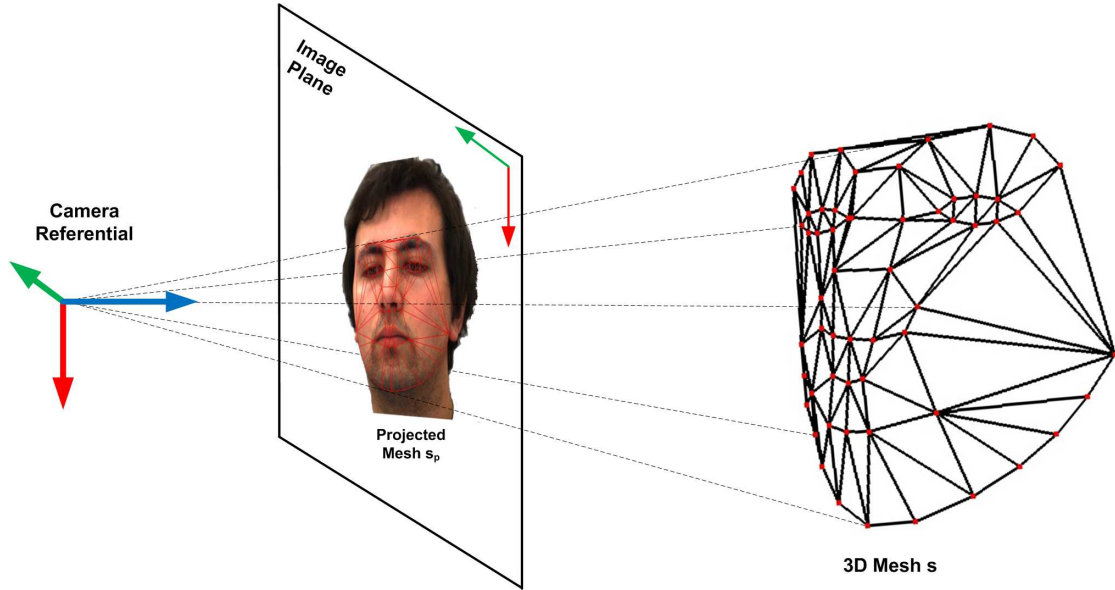 Image
Plane
Camera
Referential
Projected
Mesh sp
3D Mesh s